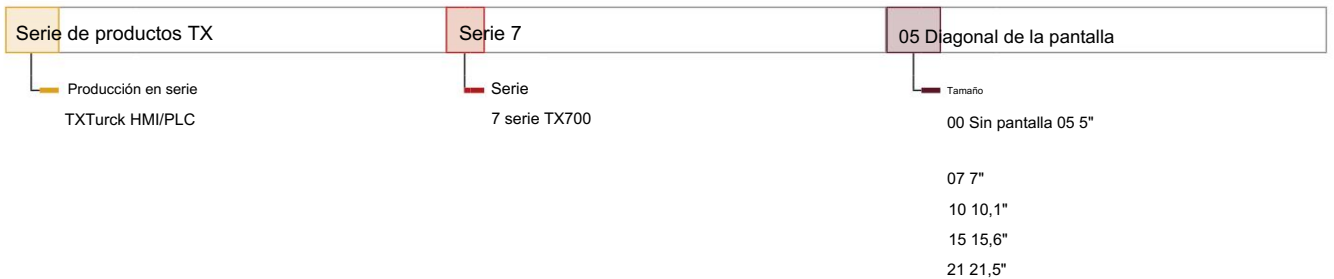 Serie de productos TX
Serie 7
05 Diagonal de la pantalla
Producción en serie
TXTurck HMI/PLC
Serie
7 serie TX700
Tamaño
00 Sin pantalla 05 5"
07 7"
10 10,1"
15 15,6"
21 21,5"